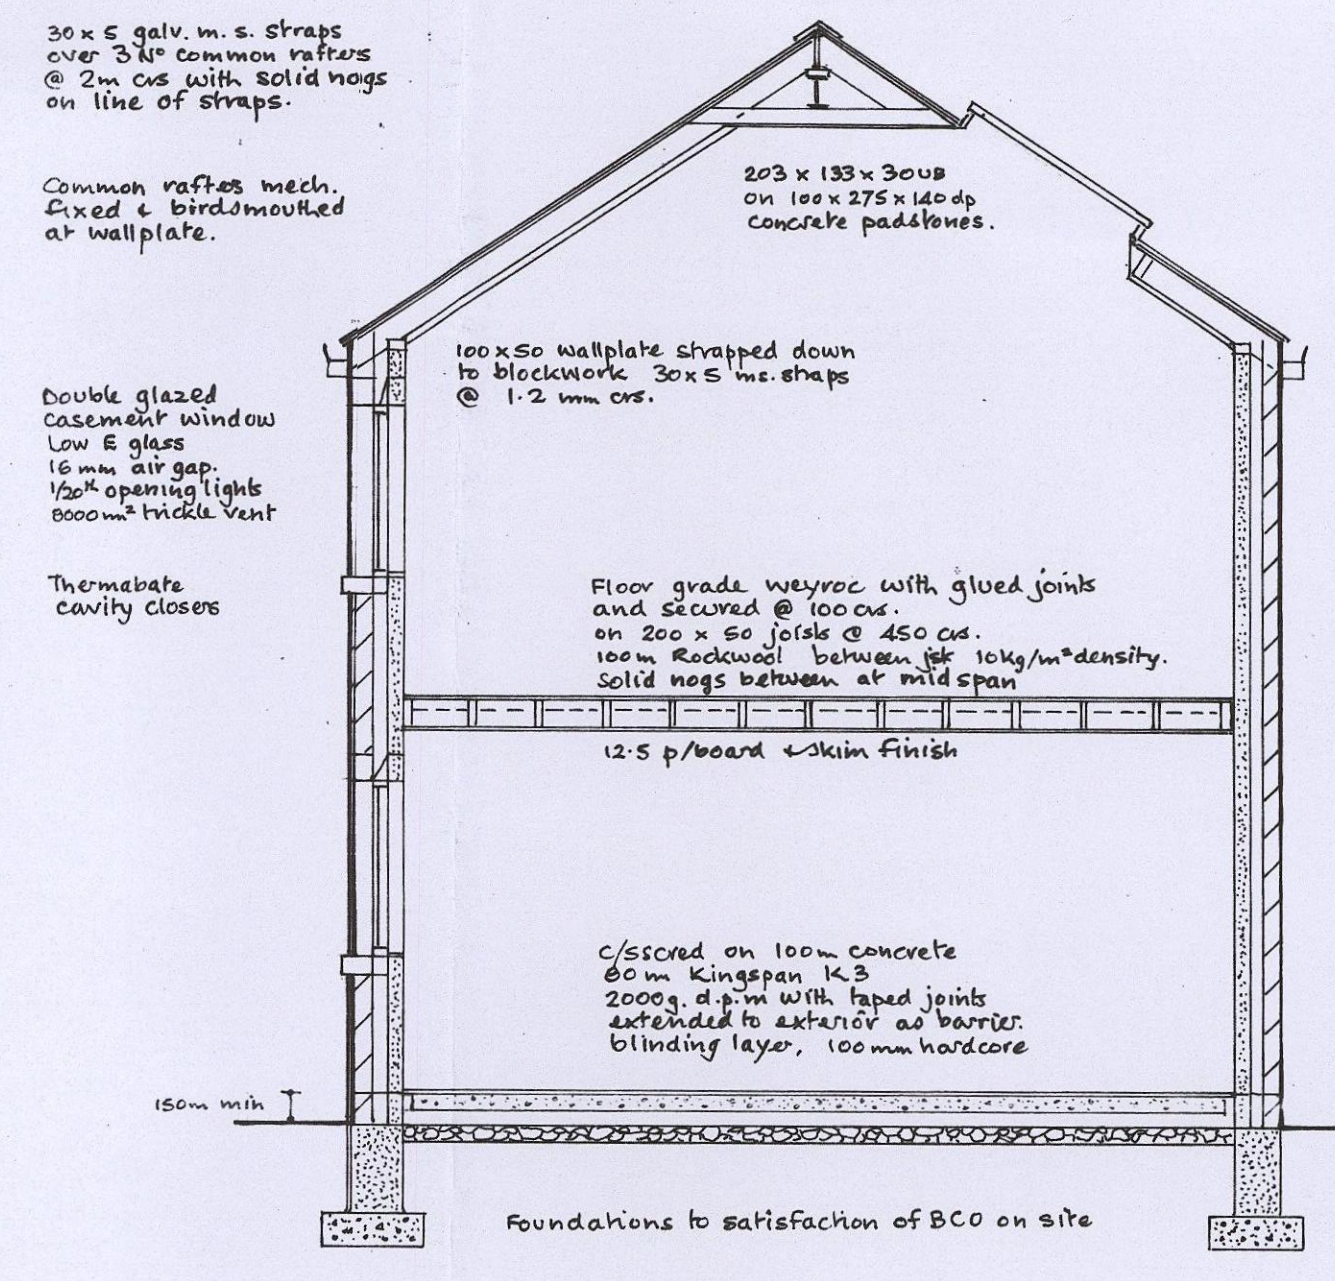 30 x 5 galv. m. s. straps
over 3 No common rafters
@ 2m crs with solid nogs
on line of straps.
Common rafters mech.
fixed & birdsmouthed
at wallplate.
203 x 133 x 30UB
on 100 x 275 x 140 dp
concrete padstones.
100 x 50 wallplate strapped down
to blockwork 30 x 5 ms. straps
@ 1.2 mm crs.
Double glazed
casement window
Low E glass
16 mm air gap.
1/20th opening lights
8000 m² trickle vent
Thermabate
cavity closers
Floor grade weyroc with glued joints
and secured @ 100 crs.
on 200 x 50 joists @ 450 crs.
100m Rockwool between jst 10kg/m² density.
solid nogs between at mid span
12.5 p/board & skim finish
c/sscred on 100m concrete
80 m Kingspan K3
2000g. d.p.m with taped joints
extended to exterior as barrier.
blinding layer, 100mm hardcore
150m min
Foundations to satisfaction of BCO on site